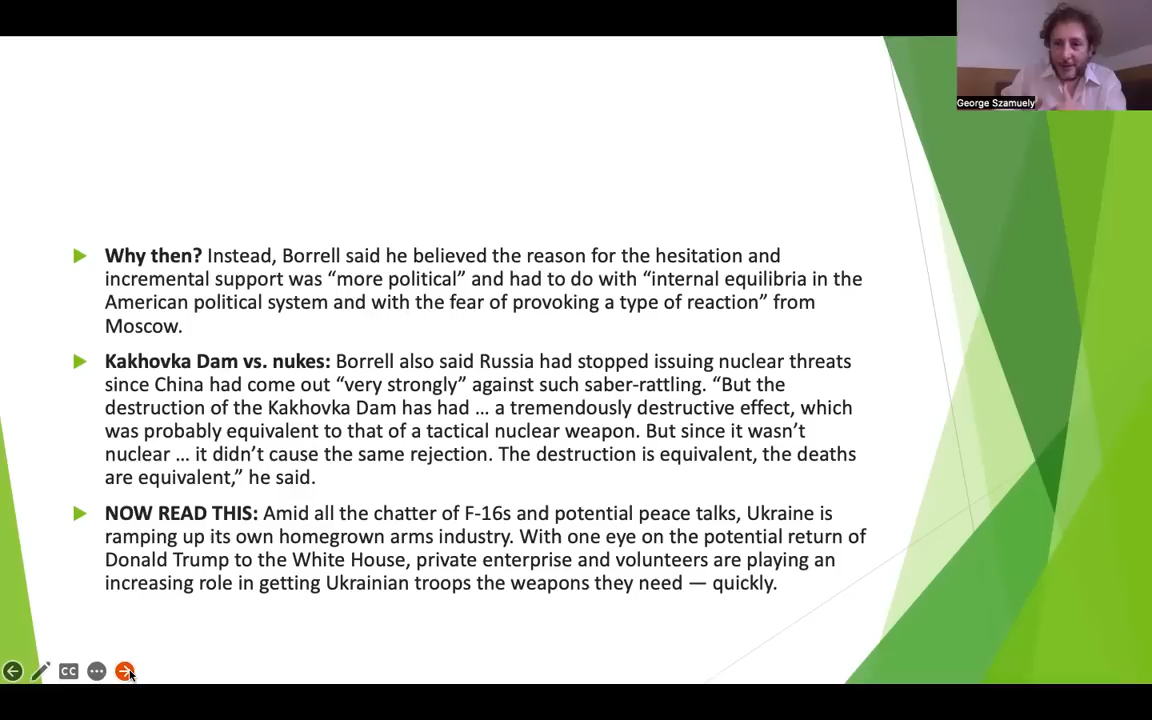 George Szamuely
Why then? Instead, Borrell said he believed the reason for the hesitation and
incremental support was “more political” and had to do with “internal equilibria in the
American political system and with the fear of provoking a type of reaction” from
Moscow.
Kakhovka Dam vs. nukes: Borrell also said Russia had stopped issuing nuclear threats
since China had come out “very strongly” against such saber-rattling. “But the
destruction of the Kakhovka Dam has had … a tremendously destructive effect, which
was probably equivalent to that of a tactical nuclear weapon. But since it wasn’t
nuclear … it didn’t cause the same rejection. The destruction is equivalent, the deaths
are equivalent,” he said.
NOW READ THIS: Amid all the chatter of F-16s and potential peace talks, Ukraine is
ramping up its own homegrown arms industry. With one eye on the potential return of
Donald Trump to the White House, private enterprise and volunteers are playing an
increasing role in getting Ukrainian troops the weapons they need — quickly.
CC